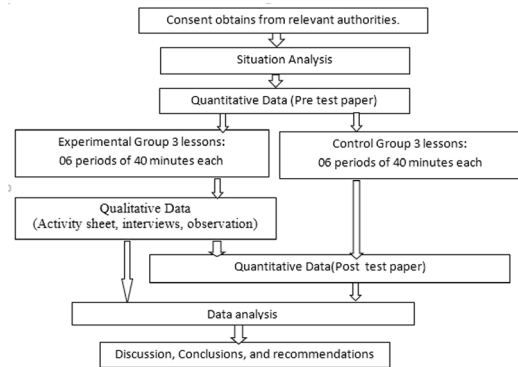 Consent obtains from relevant authorities.
Situation Analysis
Quantitative Data (Pre test paper)
Experimental Group 3 lessons:
06 periods of 40 minutes each
Control Group 3 lessons:
06 periods of 40 minutes each
Qualitative Data
(Activity sheet, interviews, observation)
Quantitative Data(Post test paper)
Data analysis
Discussion, Conclusions, and recommendations